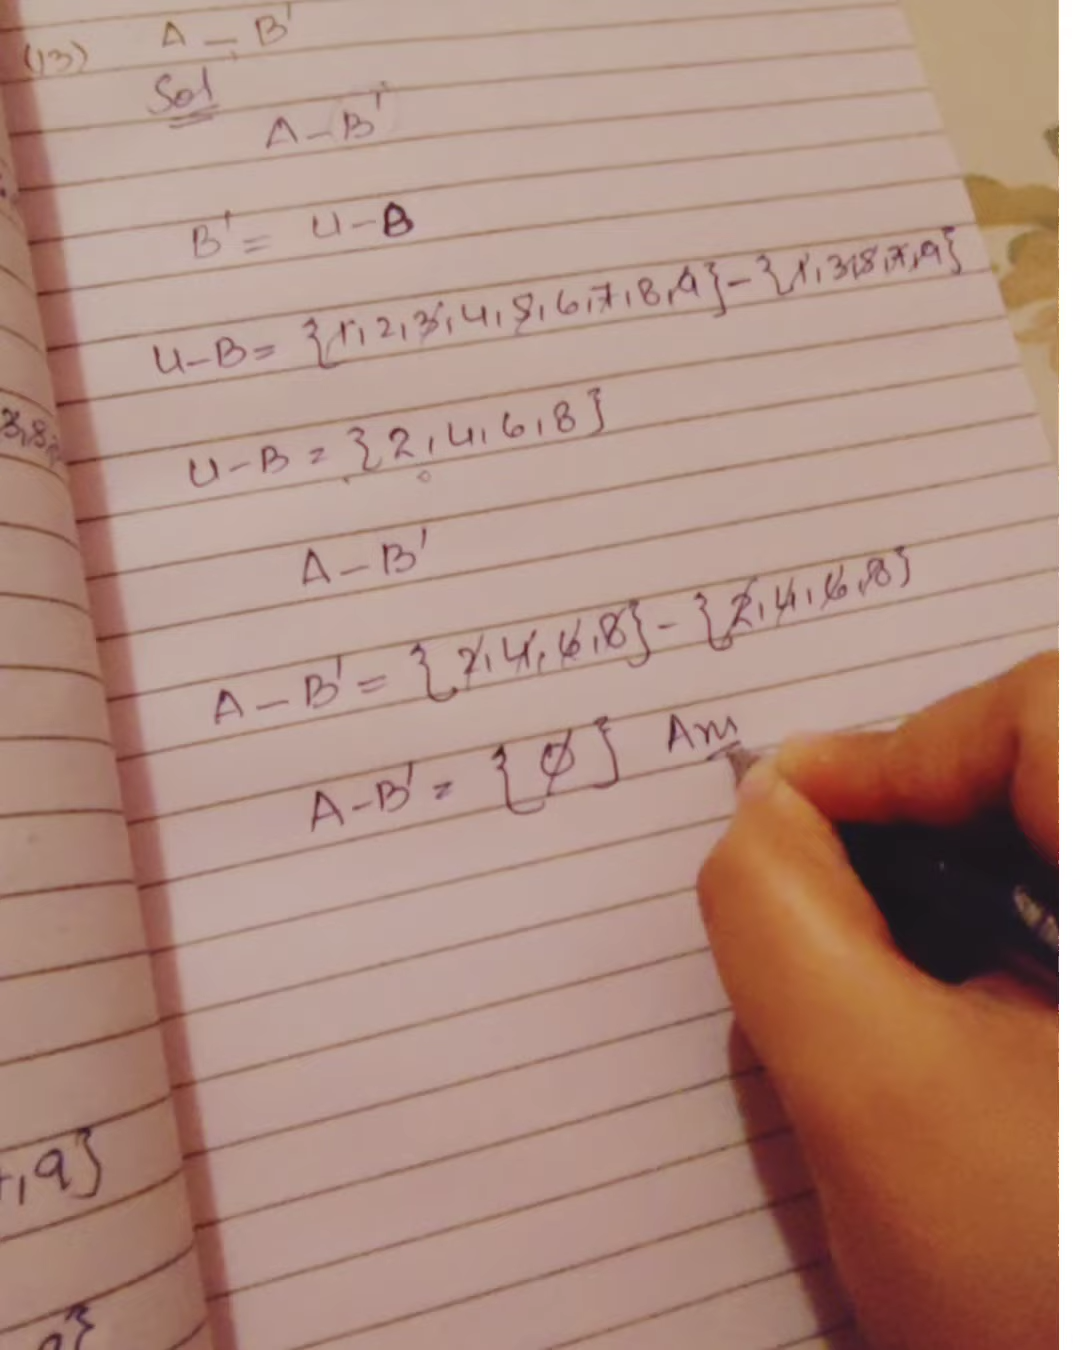 (13) A - B'
Sol
A - B'
B' = U - B
U - B = {1, 2, 3, 4, 5, 6, 7, 8, 9} - {1, 3, 5, 7, 9}
U - B = {2, 4, 6, 8}
A - B'
A - B' = {2, 4, 6, 8} - {2, 4, 6, 8}
A - B' = {∅} Ans
, 9}